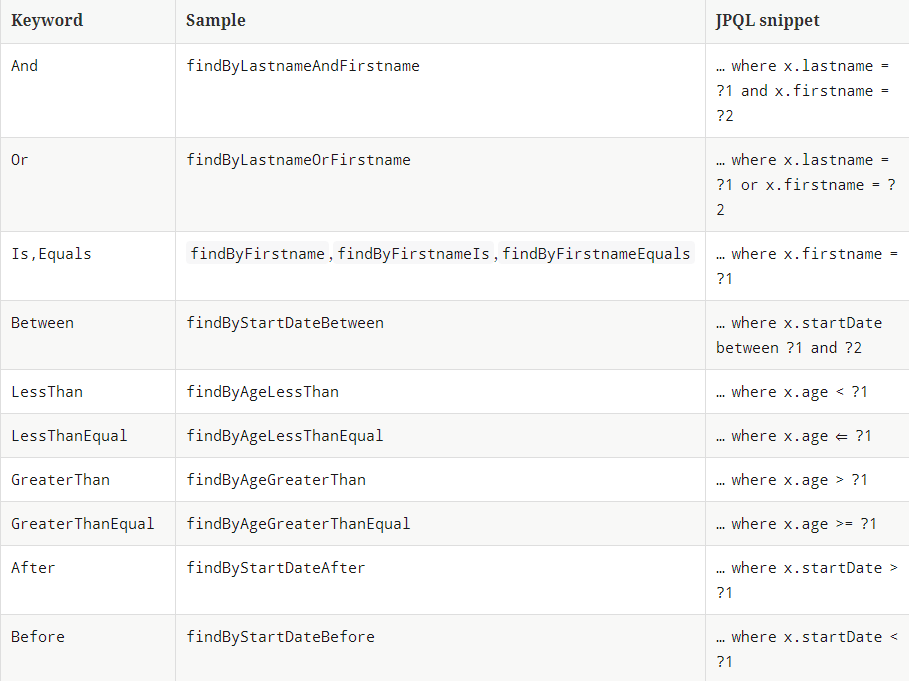 Keyword Sample JPQL snippet
And findByLastnameAndFirstname … where x.lastname =
?1 and x.firstname =
?2
Or findByLastnameOrFirstname … where x.lastname =
?1 or x.firstname = ?
2
Is,Equals findByFirstname,findByFirstnameIs,findByFirstnameEquals … where x.firstname =
?1
Between findByStartDateBetween … where x.startDate
between ?1 and ?2
LessThan findByAgeLessThan … where x.age < ?1
LessThanEqual findByAgeLessThanEqual … where x.age ⇐ ?1
GreaterThan findByAgeGreaterThan … where x.age > ?1
GreaterThanEqual findByAgeGreaterThanEqual … where x.age >= ?1
After findByStartDateAfter … where x.startDate >
?1
Before findByStartDateBefore … where x.startDate <
?1